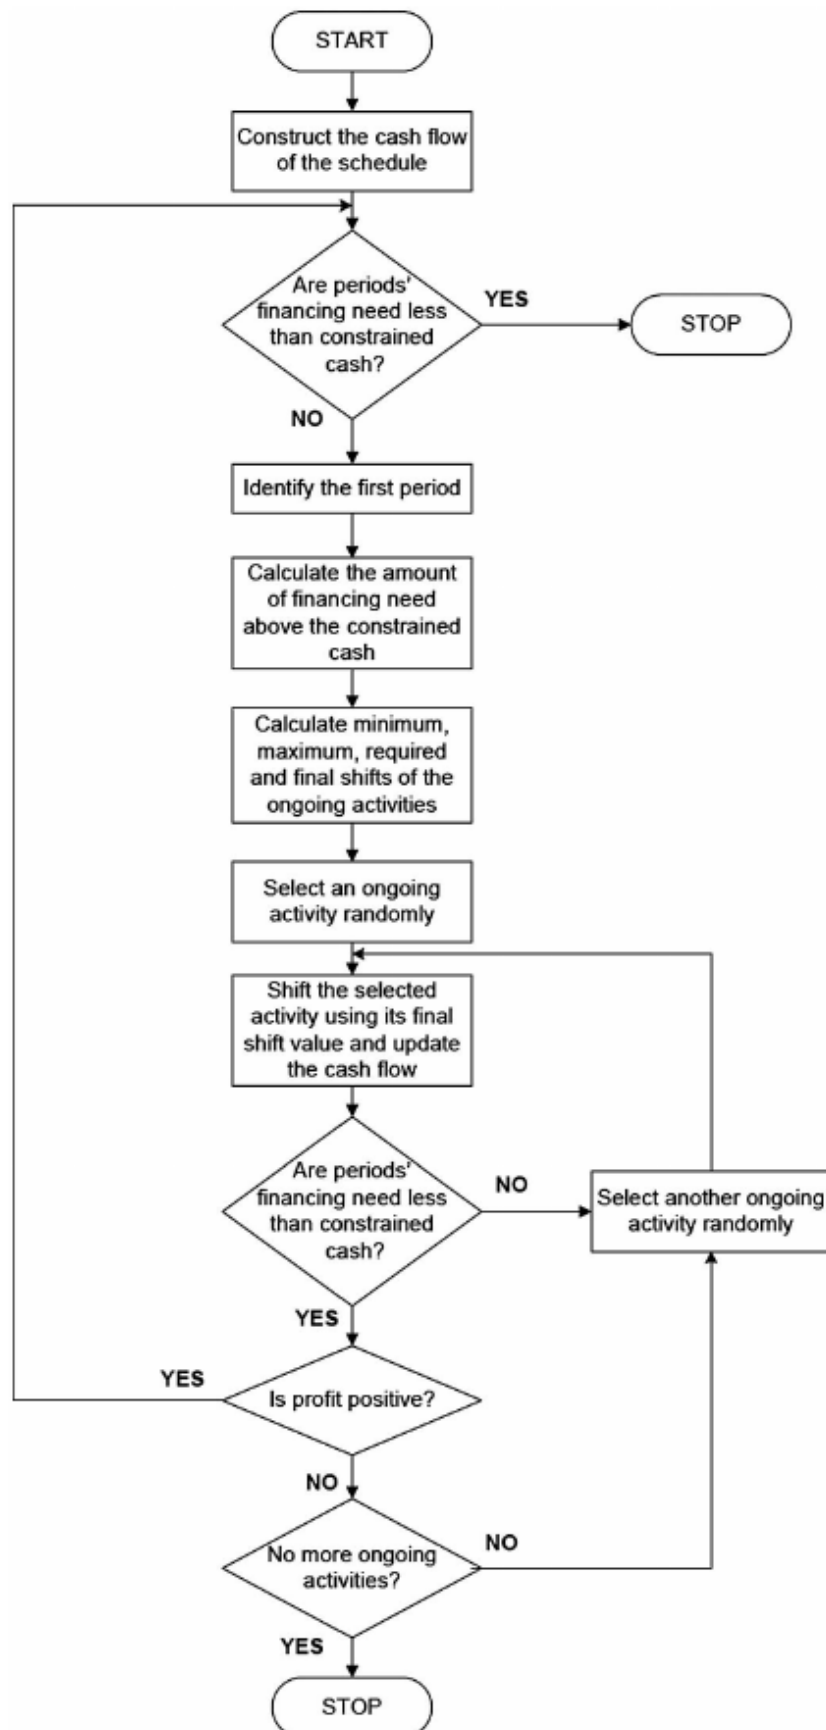 START
Construct the cash flow
of the schedule
Are periods'
financing need less
than constrained
cash?
YES
STOP
NO
Identify the first period
Calculate the amount
of financing need
above the constrained
cash
Calculate minimum,
maximum, required
and final shifts of the
ongoing activities
Select an ongoing
activity randomly
Shift the selected
activity using its final
shift value and update
the cash flow
Are periods'
financing need less
than constrained
cash?
NO
Select another ongoing
activity randomly
YES
YES
Is profit positive?
NO
No more ongoing
activities?
NO
YES
STOP